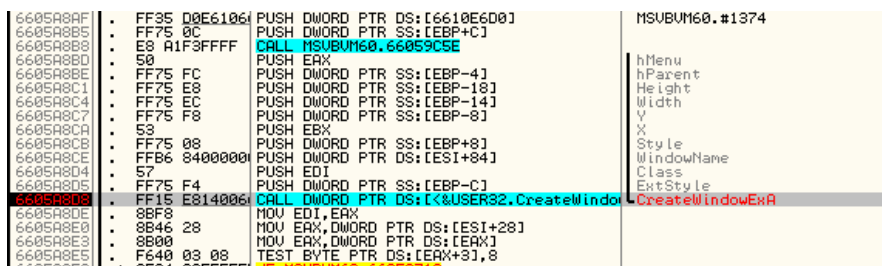 6605A8AF . FF35 D0E6106 PUSH DWORD PTR DS:[6610E6D0] MSVBVM60.#1374
6605A8B5 . FF75 0C PUSH DWORD PTR SS:[EBP+C]
6605A8B8 . E8 A1F3FFFF CALL MSVBVM60.66059C5E
6605A8BD . 50 PUSH EAX hMenu
6605A8BE . FF75 FC PUSH DWORD PTR SS:[EBP-4] hParent
6605A8C1 . FF75 E8 PUSH DWORD PTR SS:[EBP-18] Height
6605A8C4 . FF75 EC PUSH DWORD PTR SS:[EBP-14] Width
6605A8C7 . FF75 F8 PUSH DWORD PTR SS:[EBP-8] Y
6605A8CA . 53 PUSH EBX X
6605A8CB . FF75 08 PUSH DWORD PTR SS:[EBP+8] Style
6605A8CE . FFB6 8400000 PUSH DWORD PTR DS:[ESI+84] WindowName
6605A8D4 . 57 PUSH EDI Class
6605A8D5 . FF75 F4 PUSH DWORD PTR SS:[EBP-C] ExtStyle
6605A8D8 . FF15 E814006 CALL DWORD PTR DS:[<&USER32.CreateWindo CreateWindowExA
6605A8DE . 8BF8 MOV EDI,EAX
6605A8E0 . 8B46 28 MOV EAX,DWORD PTR DS:[ESI+28]
6605A8E3 . 8B00 MOV EAX,DWORD PTR DS:[EAX]
6605A8E5 . F640 03 08 TEST BYTE PTR DS:[EAX+3],8